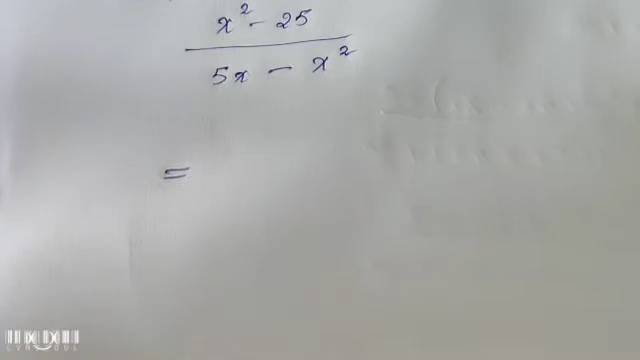 x² - 25
5x - x²
=